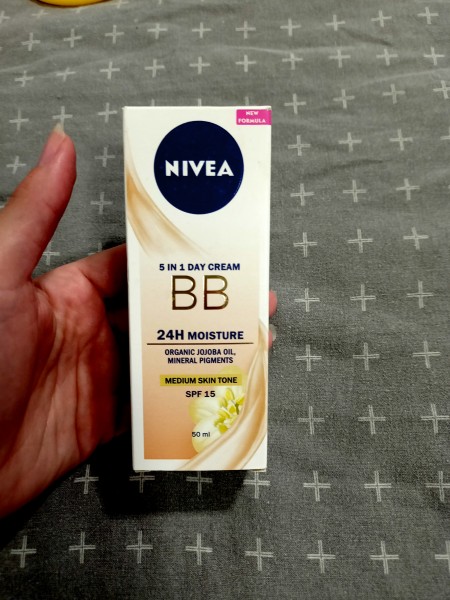 NEW
FORMULA
NIVEA
5 IN 1 DAY CREAM
BB
24H MOISTURE
ORGANIC JOJOBA OIL,
MINERAL PIGMENTS
MEDIUM SKIN TONE
SPF 15
50 ml